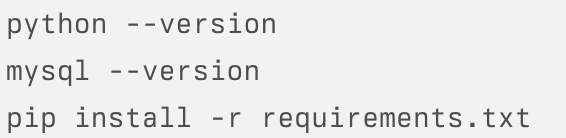 python --version
mysql --version
pip install -r requirements.txt